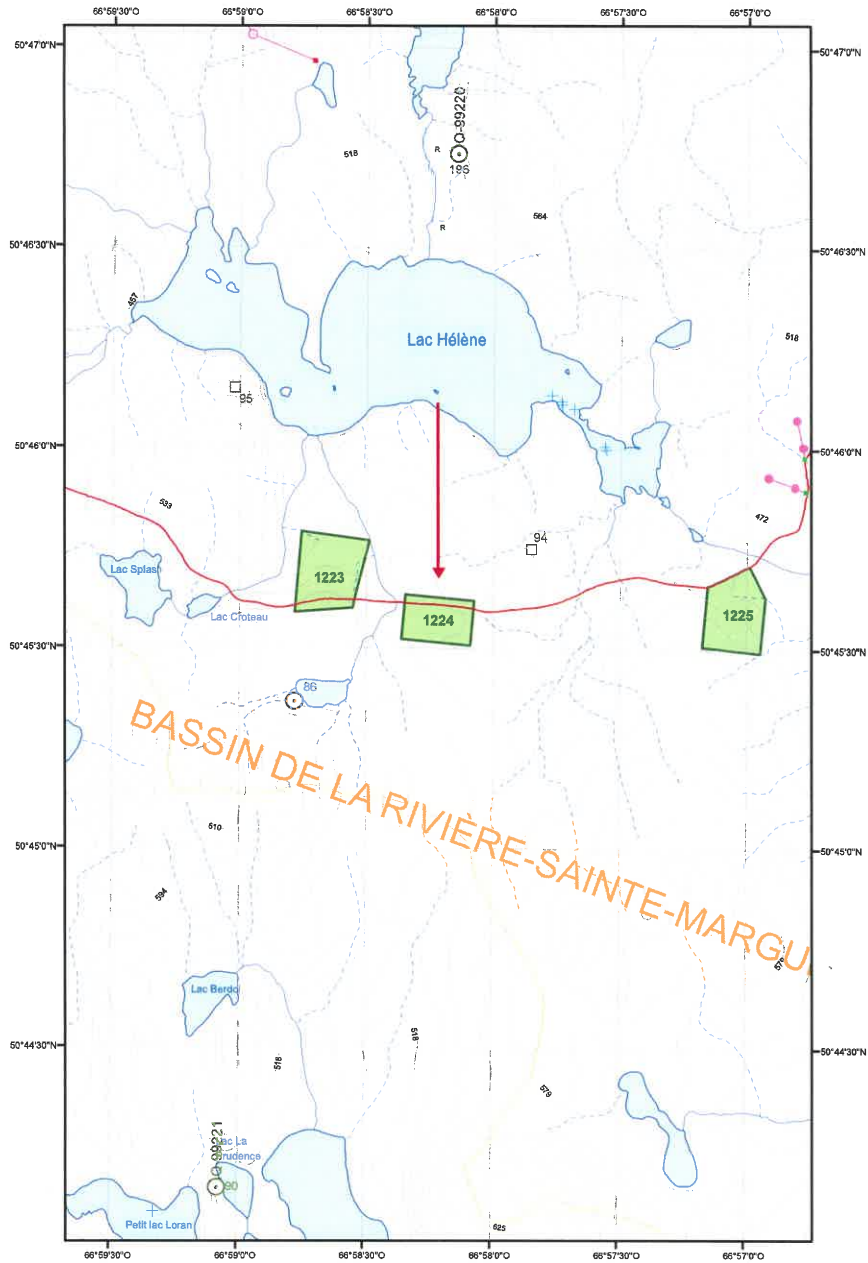 66°59'30"O 66°59'0"O 66°58'30"O 66°58'0"O 66°57'30"O 66°57'0"O
50°47'0"N 50°47'0"N
Q-99220
R
518
195
564
R
50°46'30"N 50°46'30"N
457
Lac Hélène
518
95
50°46'0"N 50°46'0"N
533
472
94
Lac Splash
1223
Lac Croteau
1224
1225
50°45'30"N 50°45'30"N
86
BASSIN DE LA RIVIÈRE-SAINTE-MARGU
510
50°45'0"N 50°45'0"N
594
579
Lac Berdol
50°44'30"N 50°44'30"N
518
518
579
Q-99221
Lac La
rudence
90
Petit lac Loran
625
66°59'30"O 66°59'0"O 66°58'30"O 66°58'0"O 66°57'30"O 66°57'0"O